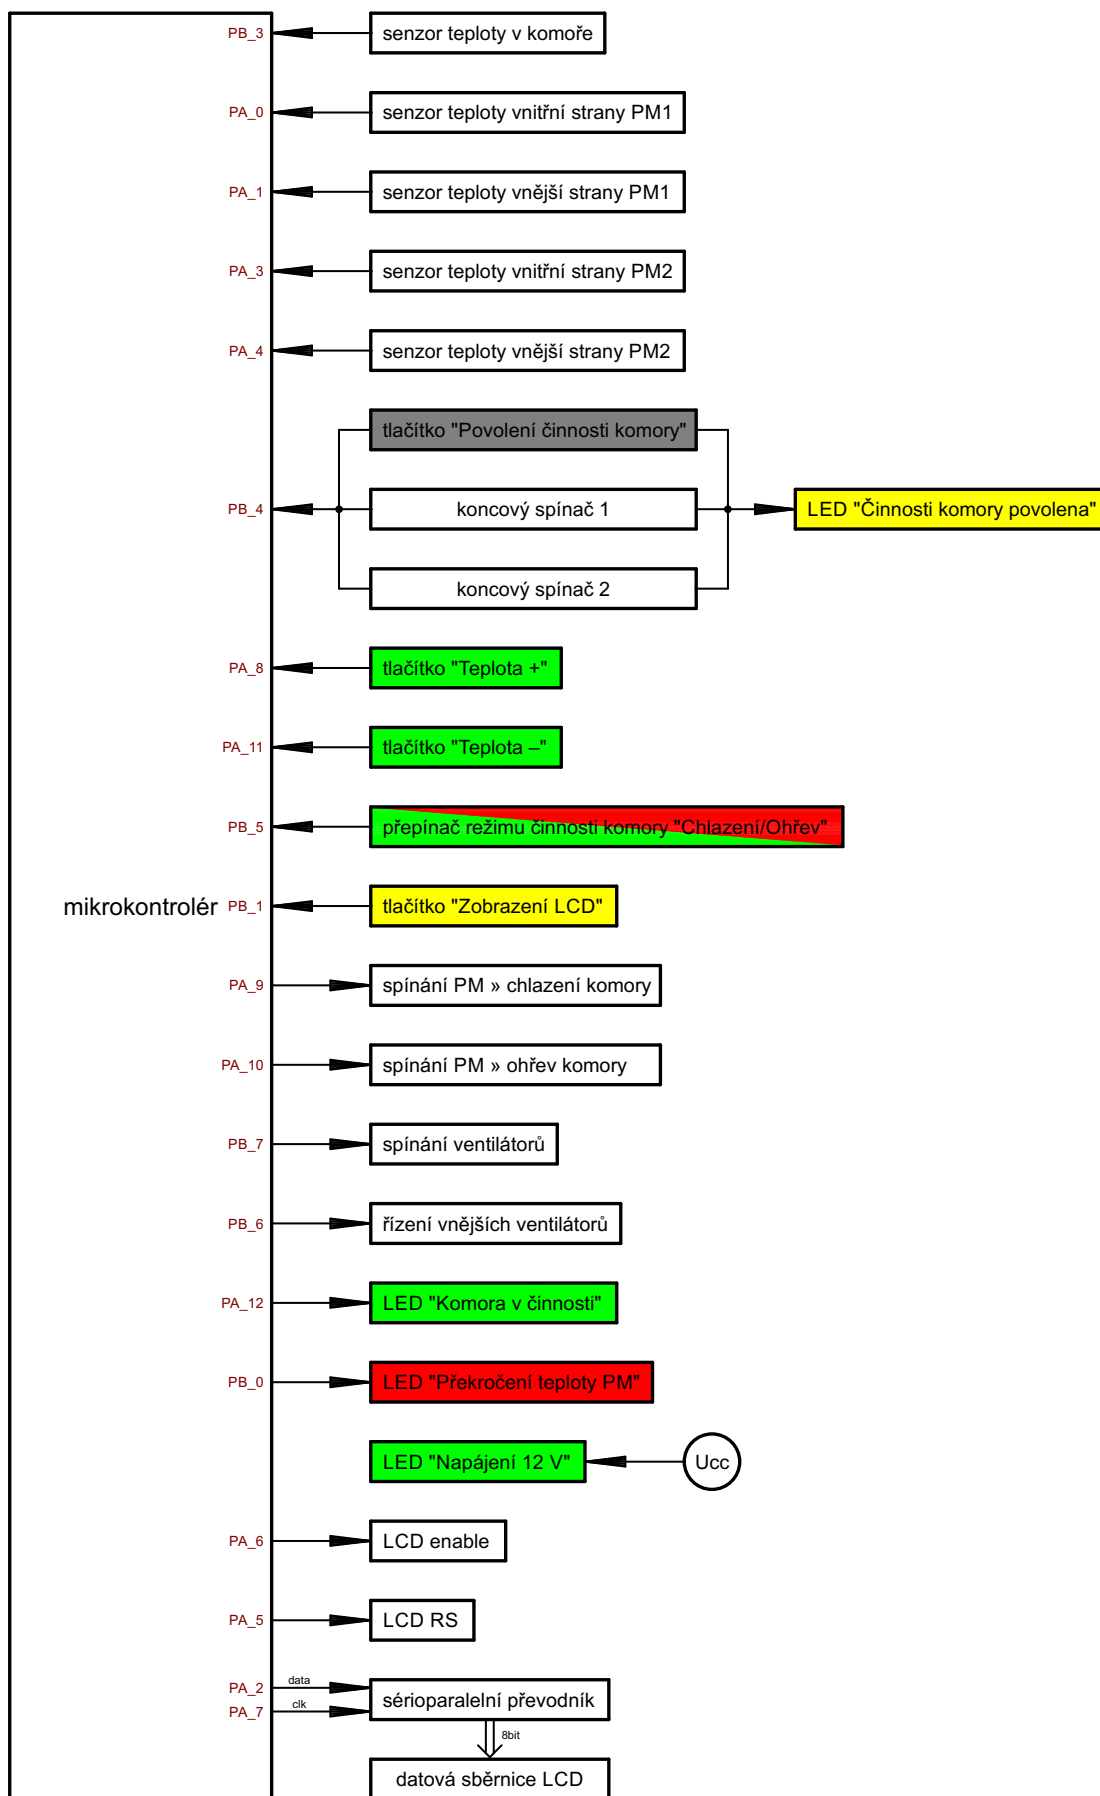 PB_3 senzor teploty v komoře
PA_0 senzor teploty vnitřní strany PM1
PA_1 senzor teploty vnější strany PM1
PA_3 senzor teploty vnitřní strany PM2
PA_4 senzor teploty vnější strany PM2
tlačítko "Povolení činnosti komory"
PB_4 koncový spínač 1 LED "Činnosti komory povolena"
koncový spínač 2
PA_8 tlačítko "Teplota +"
PA_11 tlačítko "Teplota –"
PB_5 přepínač režimu činnosti komory "Chlazení/Ohřev"
mikrokontrolér PB_1 tlačítko "Zobrazení LCD"
PA_9 spínání PM » chlazení komory
PA_10 spínání PM » ohřev komory
PB_7 spínání ventilátorů
PB_6 řízení vnějších ventilátorů
PA_12 LED "Komora v činnosti"
PB_0 LED "Překročení teploty PM"
LED "Napájení 12 V" Ucc
PA_6 LCD enable
PA_5 LCD RS
PA_2 data
sérioparalelní převodník
PA_7 clk
8bit
datová sběrnice LCD